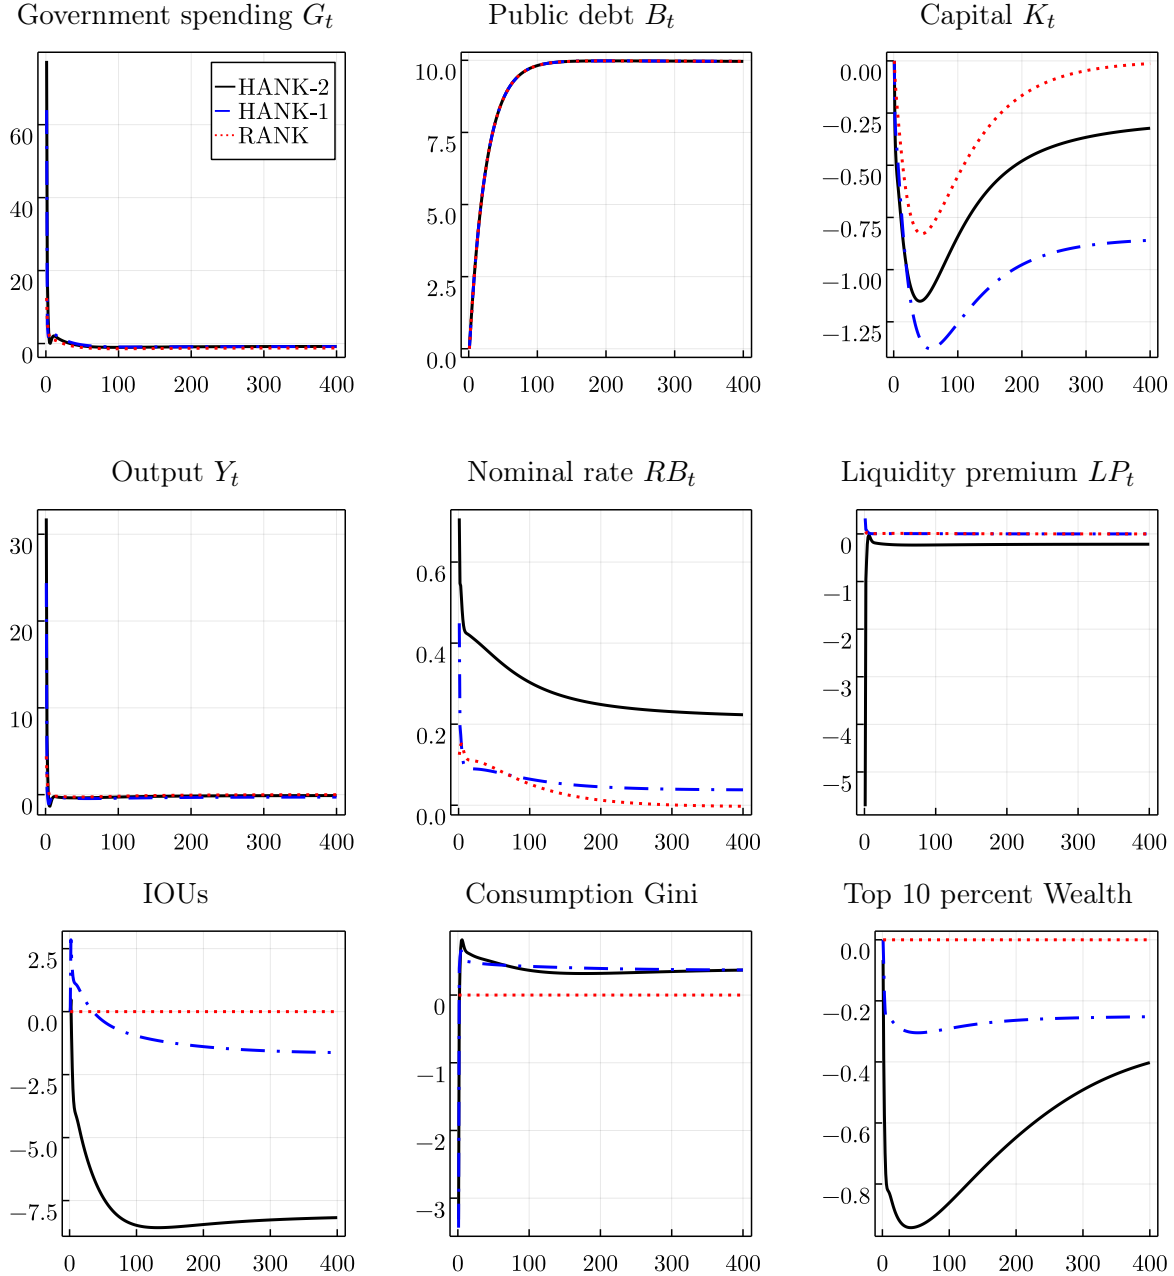 Government spending G_t
Public debt B_t
Capital K_t
HANK-2
HANK-1
RANK
60
40
20
0
0 100 200 300 400
10.0
7.5
5.0
2.5
0.0
0 100 200 300 400
0.00
−0.25
−0.50
−0.75
−1.00
−1.25
0 100 200 300 400
Output Y_t
Nominal rate RB_t
Liquidity premium LP_t
30
20
10
0
0 100 200 300 400
0.6
0.4
0.2
0.0
0 100 200 300 400
0
−1
−2
−3
−4
−5
0 100 200 300 400
IOUs
Consumption Gini
Top 10 percent Wealth
2.5
0.0
−2.5
−5.0
−7.5
0 100 200 300 400
0
−1
−2
−3
0 100 200 300 400
0.0
−0.2
−0.4
−0.6
−0.8
0 100 200 300 400